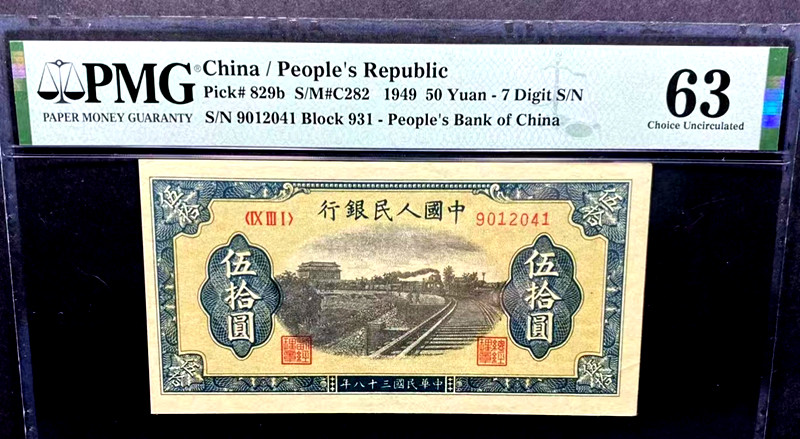 PMG®
PAPER MONEY GUARANTY
China / People's Republic
Pick# 829b S/M#C282 1949 50 Yuan - 7 Digit S/N
S/N 9012041 Block 931 - People's Bank of China
63
Choice Uncirculated
中國人民銀行
〈IX III I〉
9012041
伍拾圓
伍拾圓
中華民國三十八年